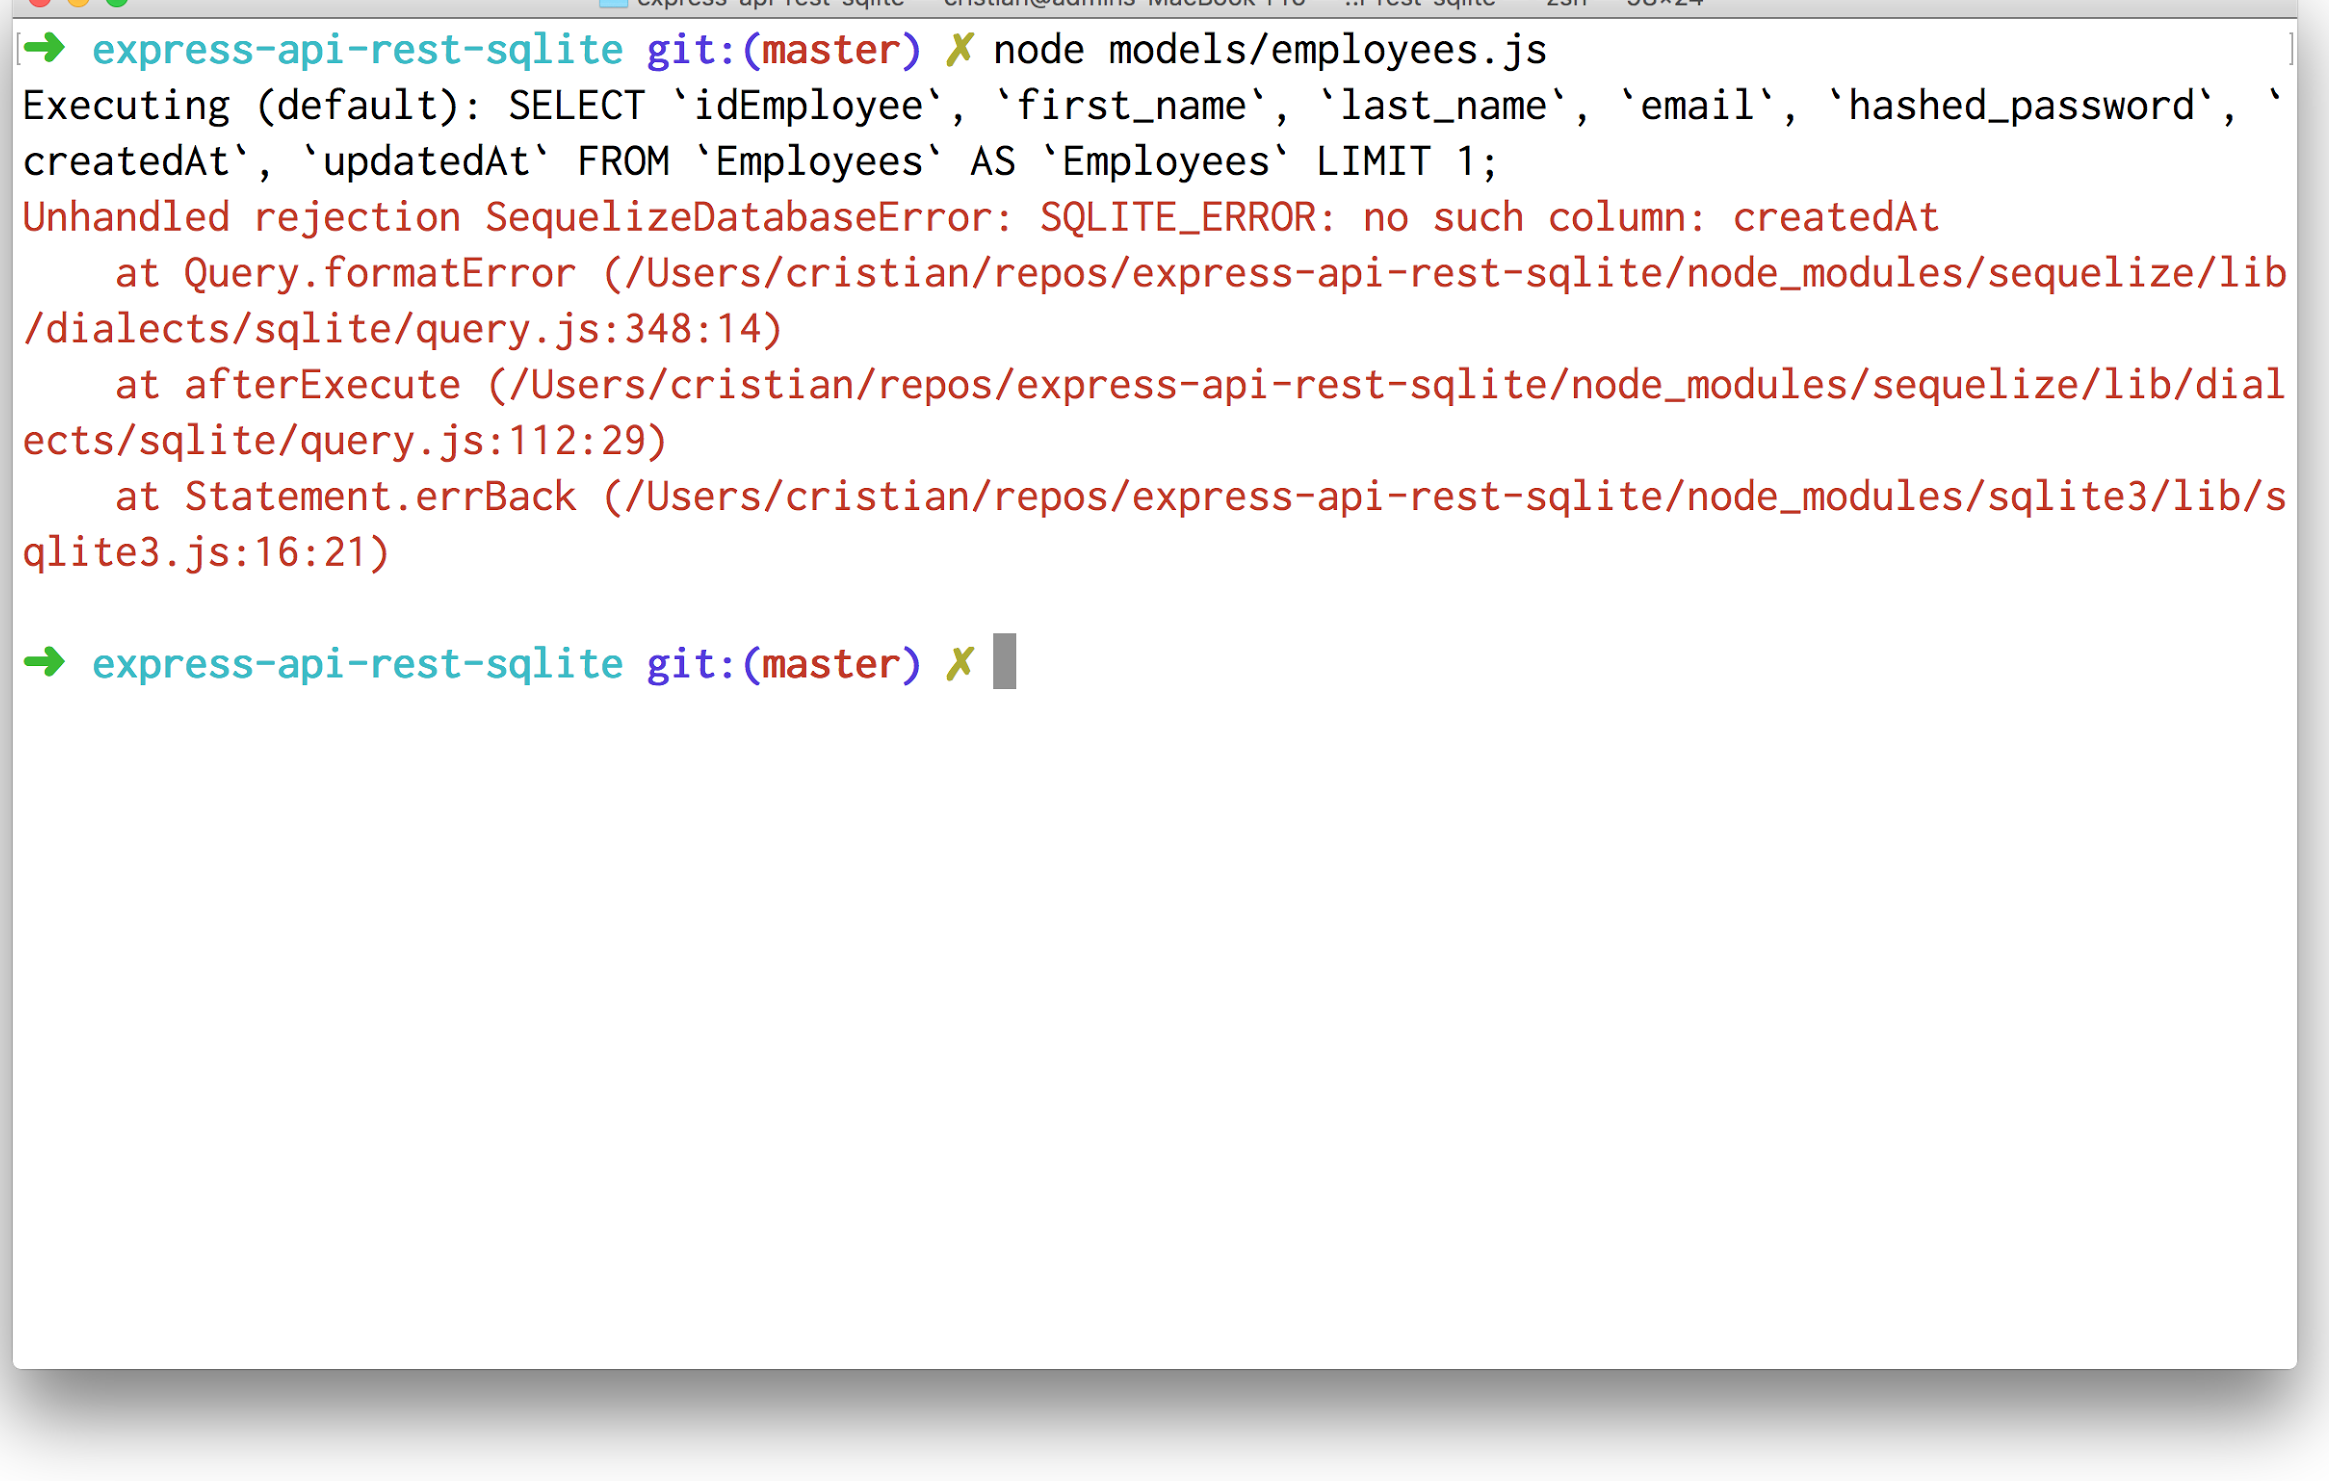 ➜ express-api-rest-sqlite git:(master) ✗ node models/employees.js
Executing (default): SELECT `idEmployee`, `first_name`, `last_name`, `email`, `hashed_password`, `
createdAt`, `updatedAt` FROM `Employees` AS `Employees` LIMIT 1;
Unhandled rejection SequelizeDatabaseError: SQLITE_ERROR: no such column: createdAt
    at Query.formatError (/Users/cristian/repos/express-api-rest-sqlite/node_modules/sequelize/lib
/dialects/sqlite/query.js:348:14)
    at afterExecute (/Users/cristian/repos/express-api-rest-sqlite/node_modules/sequelize/lib/dial
ects/sqlite/query.js:112:29)
    at Statement.errBack (/Users/cristian/repos/express-api-rest-sqlite/node_modules/sqlite3/lib/s
qlite3.js:16:21)
➜ express-api-rest-sqlite git:(master) ✗